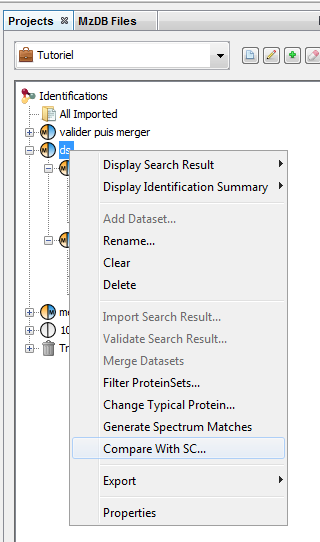 Projects MzDB Files
Tutoriel
Identifications
All Imported
valider puis merger
ds
Display Search Result
Display Identification Summary
Add Dataset...
Rename...
Clear
Delete
Import Search Result...
Validate Search Result...
Merge Datasets
Filter ProteinSets...
Change Typical Protein...
Generate Spectrum Matches
Compare With SC...
Export
Properties
me
10
Tr